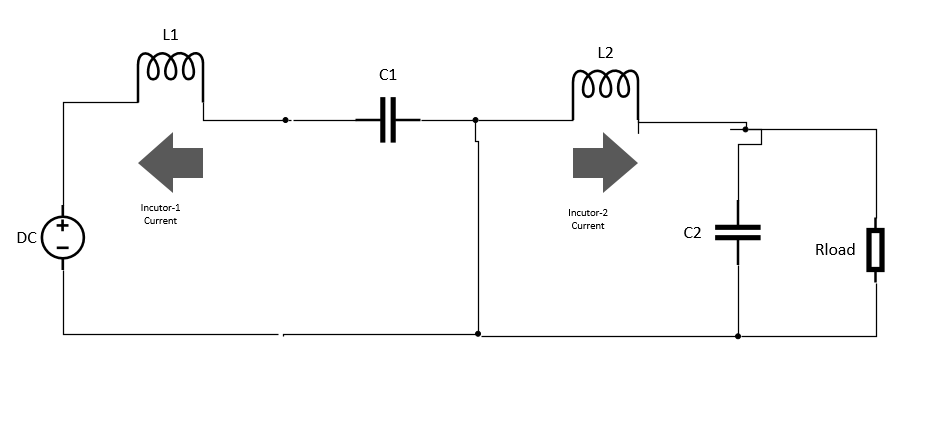 L1
L2
C1
Incutor-1
Current
Incutor-2
Current
DC
C2
Rload